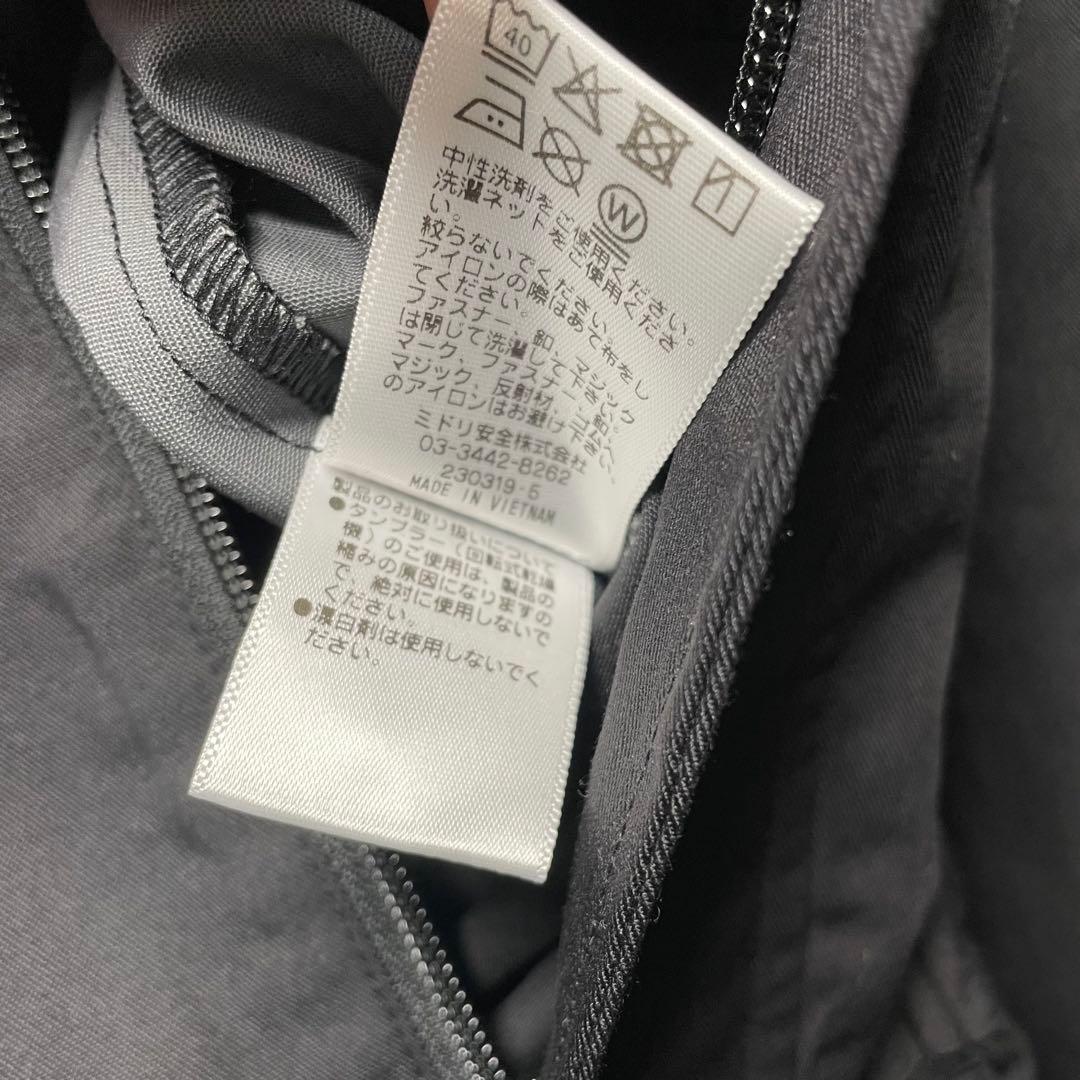 40
W
中性洗剤をご使用ください。
洗濯ネットをご使用くださ
い。
絞らないでください。
アイロンの際はあて布をし
てください。
ファスナー、釦、マジック
は閉じて洗濯して下さい。
マーク、ファスナー、釦、
マジック、反射材、ゴム等
のアイロンはお避け下さい。
ミドリ安全株式会社
03-3442-8262
230319-5
MADE IN VIETNAM
製品のお取り扱いについて
●タンブラー(回転式乾燥
機)のご使用は、製品の
縮みの原因になりますの
で、絶対に使用しないで
ください。
●漂白剤は使用しないでく
ださい。